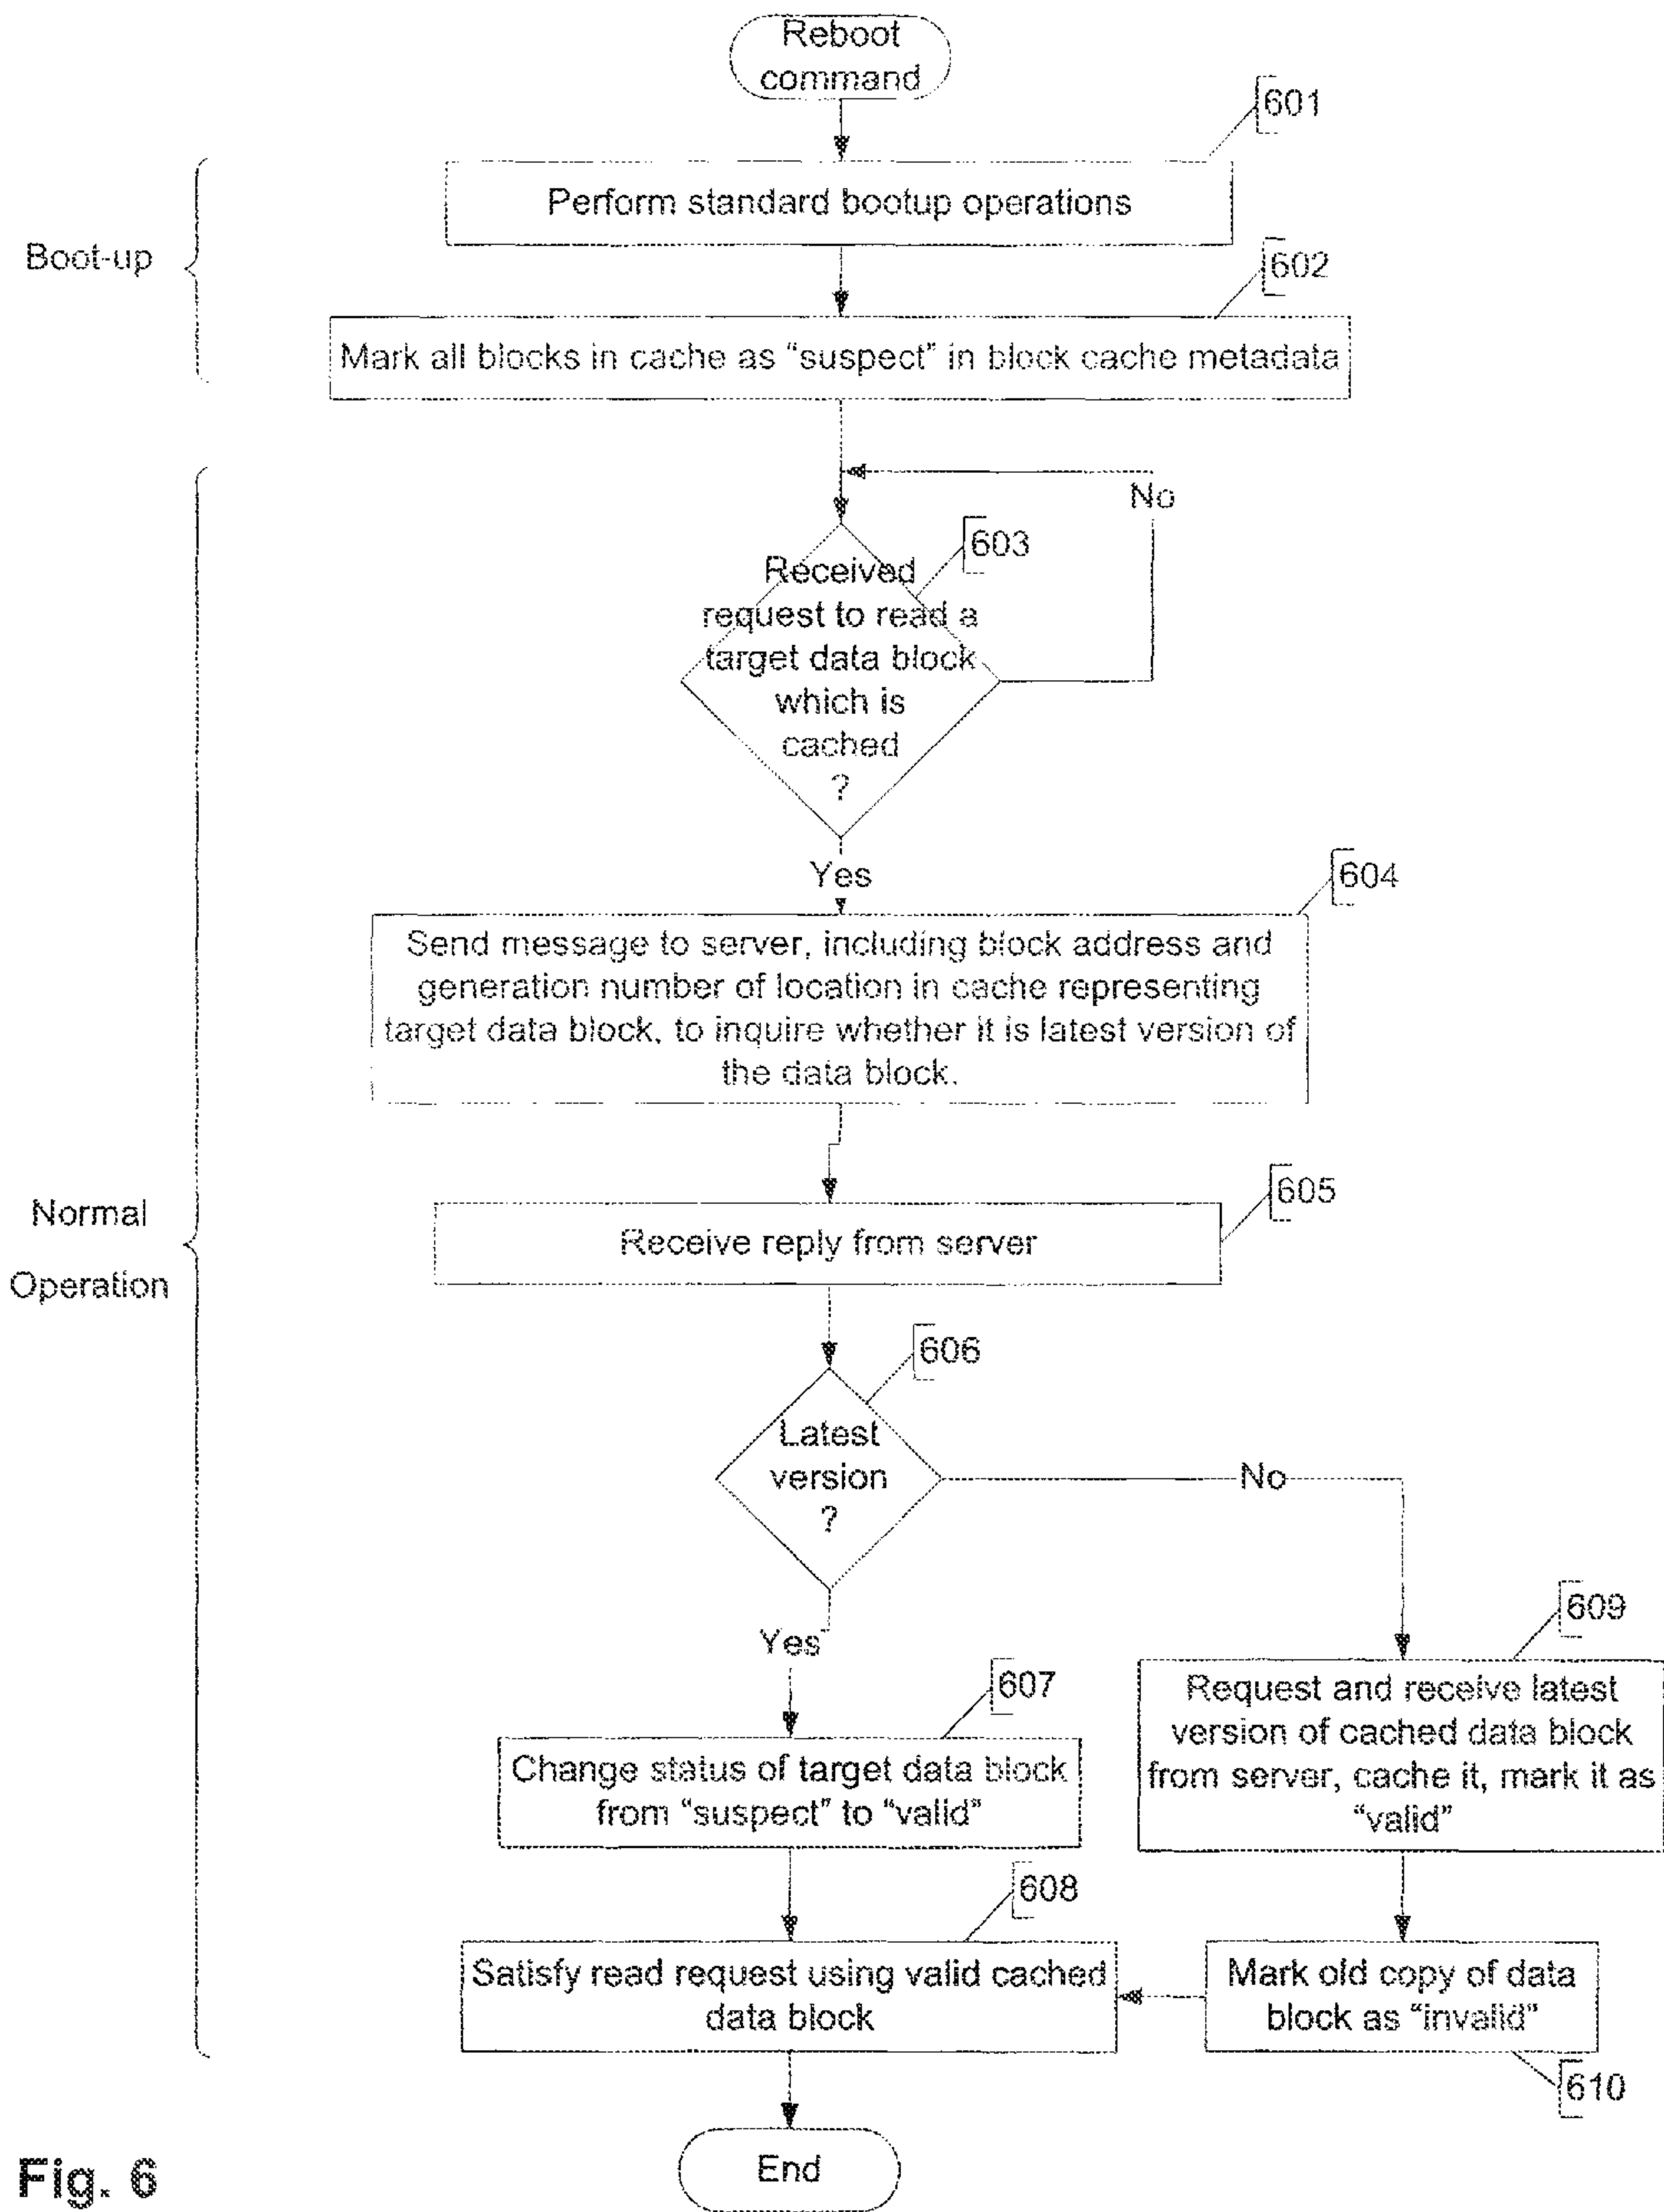 Reboot
command
601
Perform standard bootup operations
Boot-up
602
Mark all blocks in cache as “suspect” in block cache metadata
No
603
Received
request to read a
target data block
which is
cached
?
Yes
604
Send message to server, including block address and
generation number of location in cache representing
target data block, to inquire whether it is latest version of
the data block.
605
Normal
Operation
Receive reply from server
606
Latest
version
?
No
Yes
609
607
Request and receive latest
version of cached data block
from server, cache it, mark it as
“valid”
Change status of target data block
from “suspect” to “valid”
608
Satisfy read request using valid cached
data block
Mark old copy of data
block as “invalid”
610
End
Fig. 6